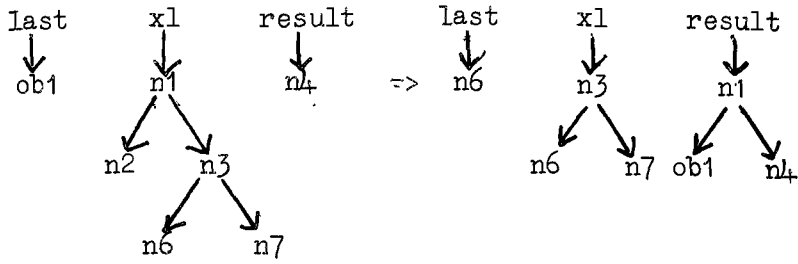 last xl result last xl result
ob1 n1 n4 => n6 n3 n1
n2 n3 n6 n7 ob1 n4
n6 n7